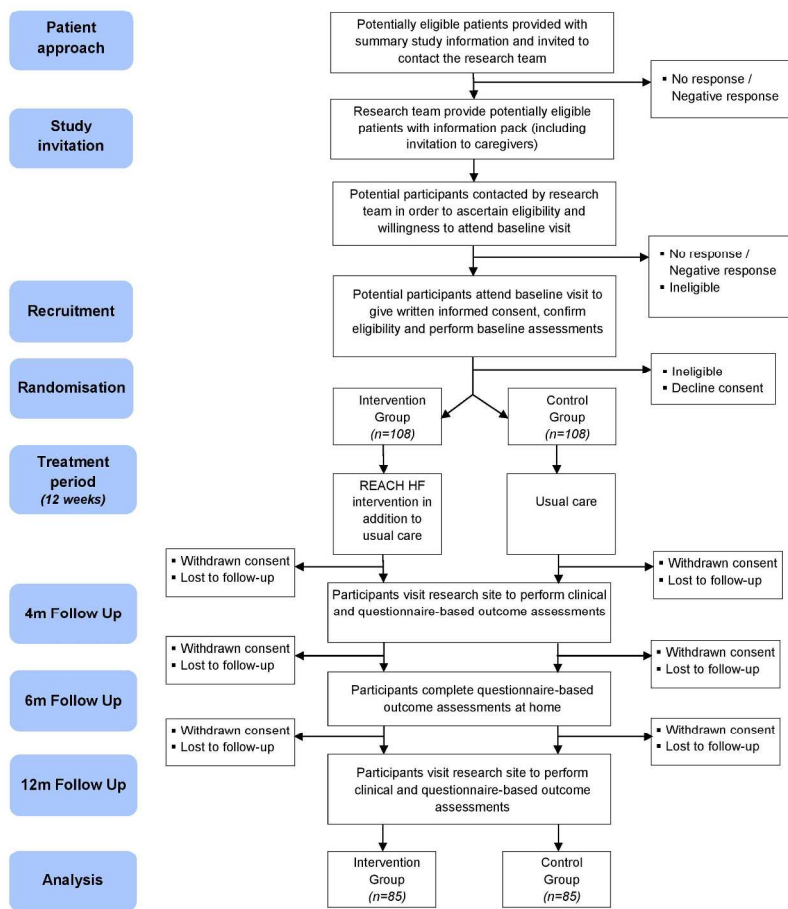 Patient
approach
Potentially eligible patients provided with
summary study information and invited to
contact the research team
▪ No response /
Negative response
Study
invitation
Research team provide potentially eligible
patients with information pack (including
invitation to caregivers)
Potential participants contacted by research
team in order to ascertain eligibility and
willingness to attend baseline visit
▪ No response /
Negative response
▪ Ineligible
Recruitment
Potential participants attend baseline visit to
give written informed consent, confirm
eligibility and perform baseline assessments
Randomisation
▪ Ineligible
▪ Decline consent
Intervention
Group
(n=108)
Control
Group
(n=108)
Treatment
period
(12 weeks)
REACH HF
intervention in
addition to
usual care
Usual care
▪ Withdrawn consent
▪ Lost to follow-up
▪ Withdrawn consent
▪ Lost to follow-up
4m Follow Up
Participants visit research site to perform clinical
and questionnaire-based outcome assessments
▪ Withdrawn consent
▪ Lost to follow-up
▪ Withdrawn consent
▪ Lost to follow-up
6m Follow Up
Participants complete questionnaire-based
outcome assessments at home
▪ Withdrawn consent
▪ Lost to follow-up
▪ Withdrawn consent
▪ Lost to follow-up
12m Follow Up
Participants visit research site to perform
clinical and questionnaire-based outcome
assessments
Analysis
Intervention
Group
(n=85)
Control
Group
(n=85)